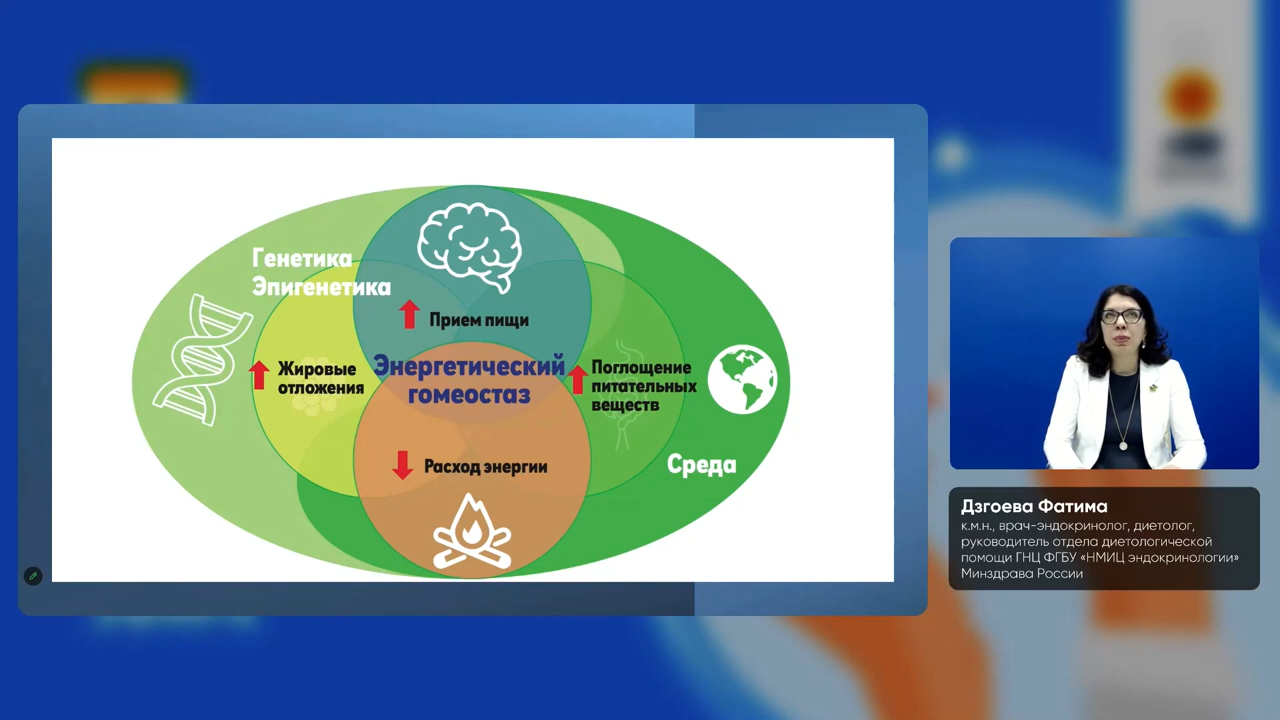 Генетика
Эпигенетика
Прием пищи
Жировые
отложения
Энергетический
гомеостаз
Поглощение
питательных
веществ
Расход энергии
Среда
Дзгоева Фатима
к.м.н., врач-эндокринолог, диетолог,
руководитель отдела диетологической
помощи ГНЦ ФГБУ «НМИЦ эндокринологии»
Минздрава России